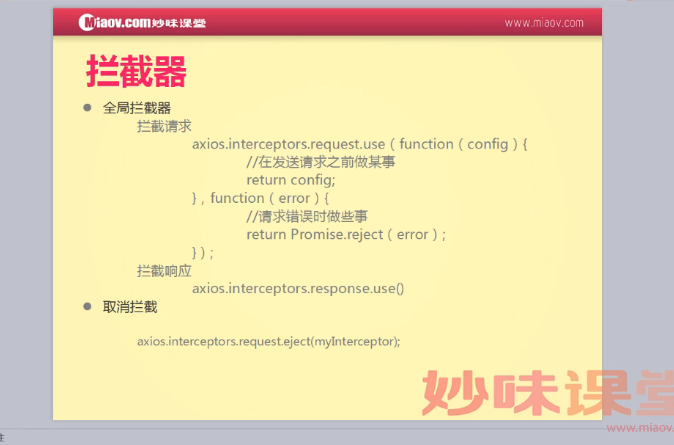 Miaov.com妙味课堂
www.miaov.com
拦截器
全局拦截器
拦截请求
axios.interceptors.request.use（function（config）{
//在发送请求之前做某事
return config;
}，function（error）{
//请求错误时做些事
return Promise.reject（error）;
}）;
拦截响应
axios.interceptors.response.use()
取消拦截
axios.interceptors.request.eject(myInterceptor);
妙味课堂
www.miaov.